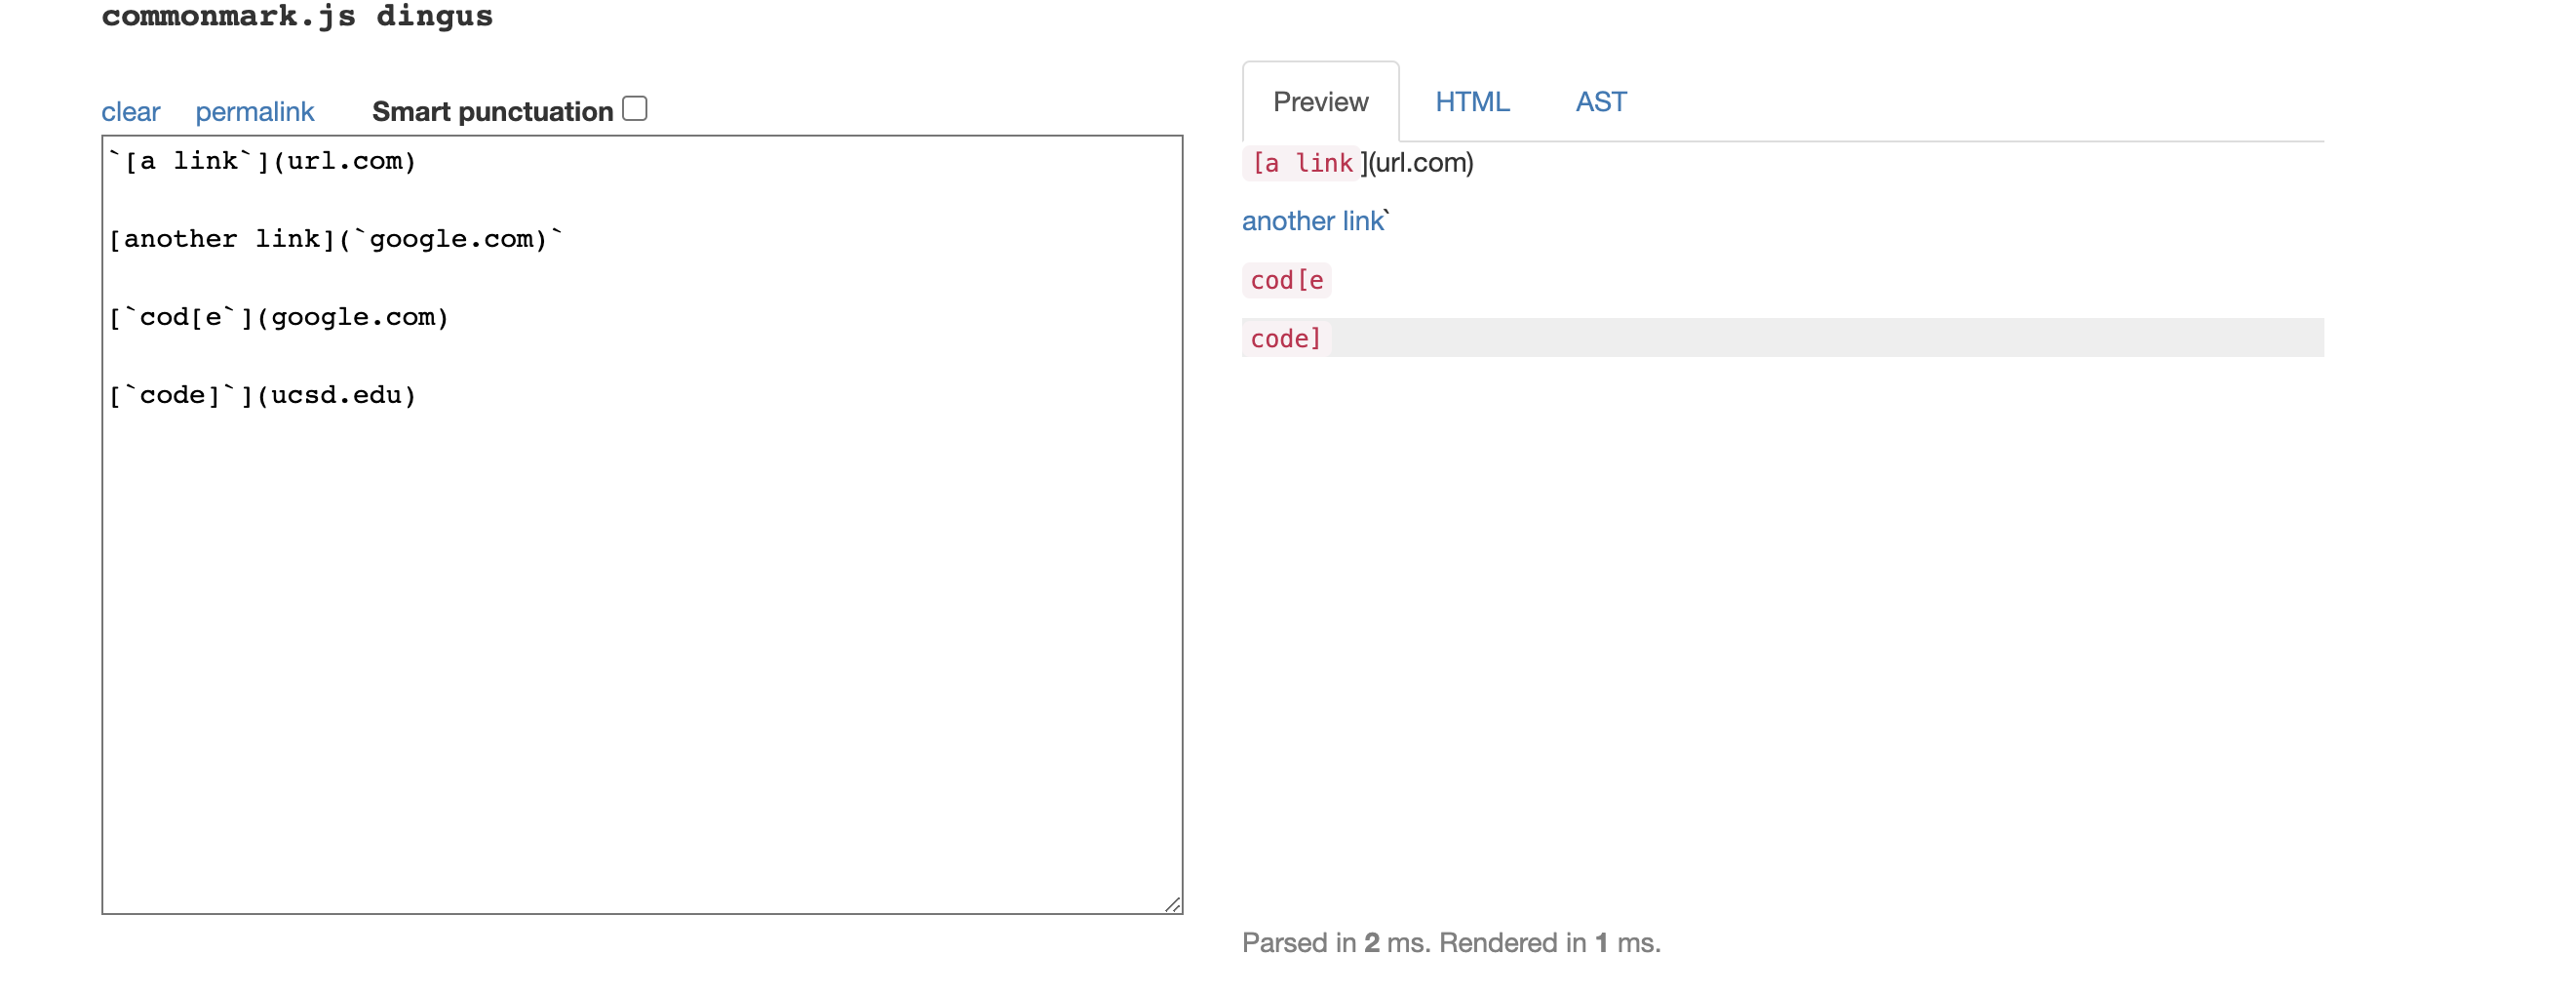 commonmark.js dingus
clear permalink Smart punctuation
`[a link`](url.com)
[another link](`google.com)`
[`cod[e`](google.com)
[`code]`](ucsd.edu)
Preview HTML AST
[a link](url.com)
another link`
cod[e
code]
Parsed in 2 ms. Rendered in 1 ms.